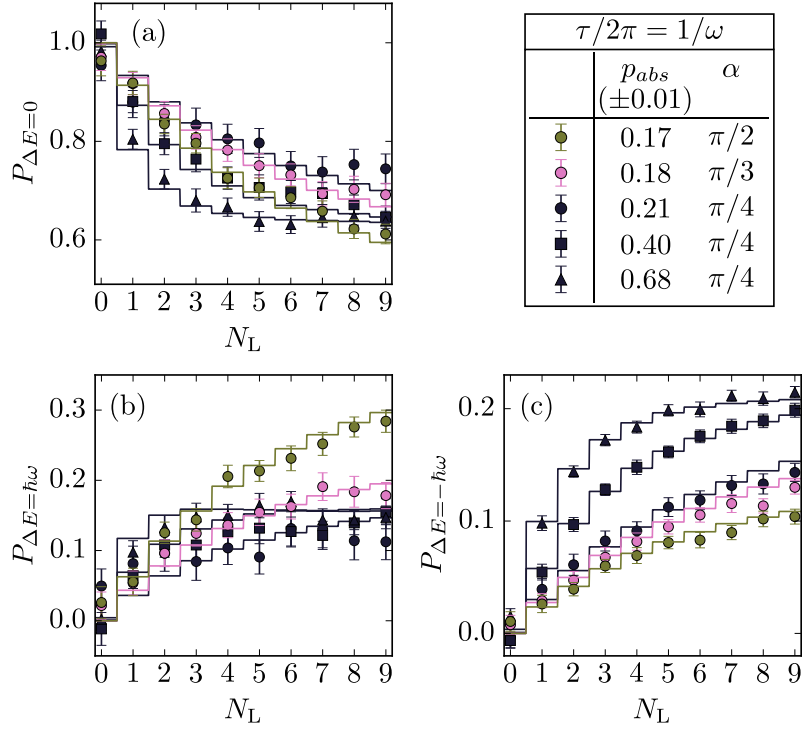 (a)
1.0
0.8
0.6
P_{ΔE=0}
0 1 2 3 4 5 6 7 8 9
N_L
τ/2π = 1/ω
p_{abs} α
(±0.01)
0.17 π/2
0.18 π/3
0.21 π/4
0.40 π/4
0.68 π/4
(b)
0.3
0.2
0.1
0.0
P_{ΔE=ℏω}
0 1 2 3 4 5 6 7 8 9
N_L
(c)
0.2
0.1
0.0
P_{ΔE=−ℏω}
0 1 2 3 4 5 6 7 8 9
N_L